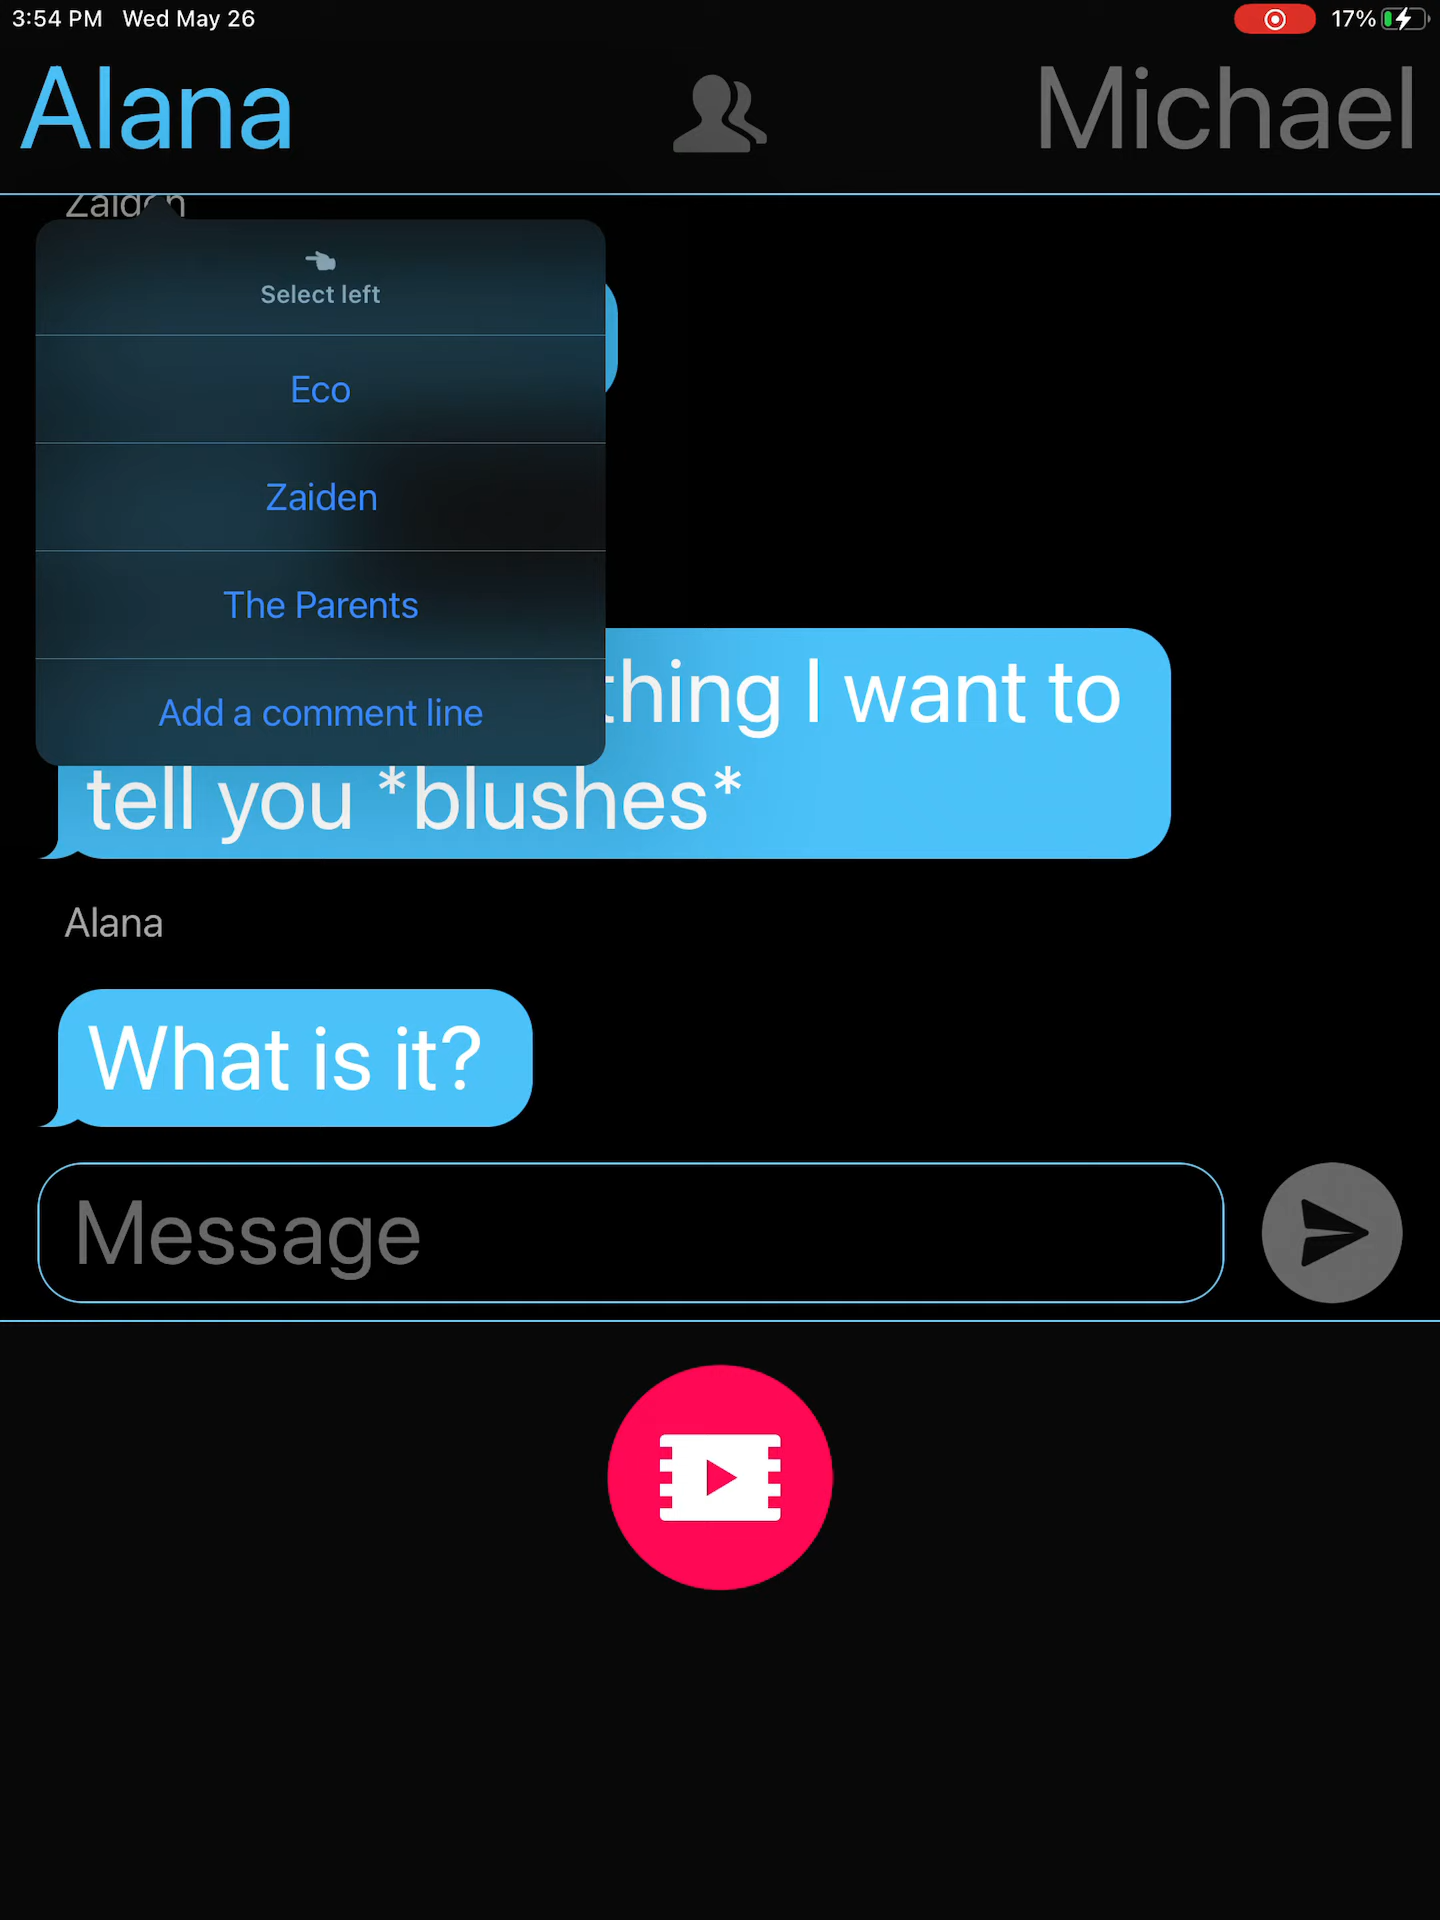 3:54 PM Wed May 26
17%
Alana
Michael
Zaiden
Select left
Eco
Zaiden
The Parents
Add a comment line
thing I want to
tell you *blushes*
Alana
What is it?
Message